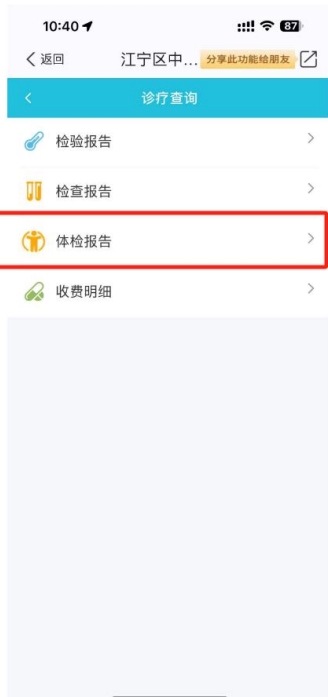 10:40 87
返回 江宁区中... 分享此功能给朋友
诊疗查询
检验报告
检查报告
体检报告
收费明细